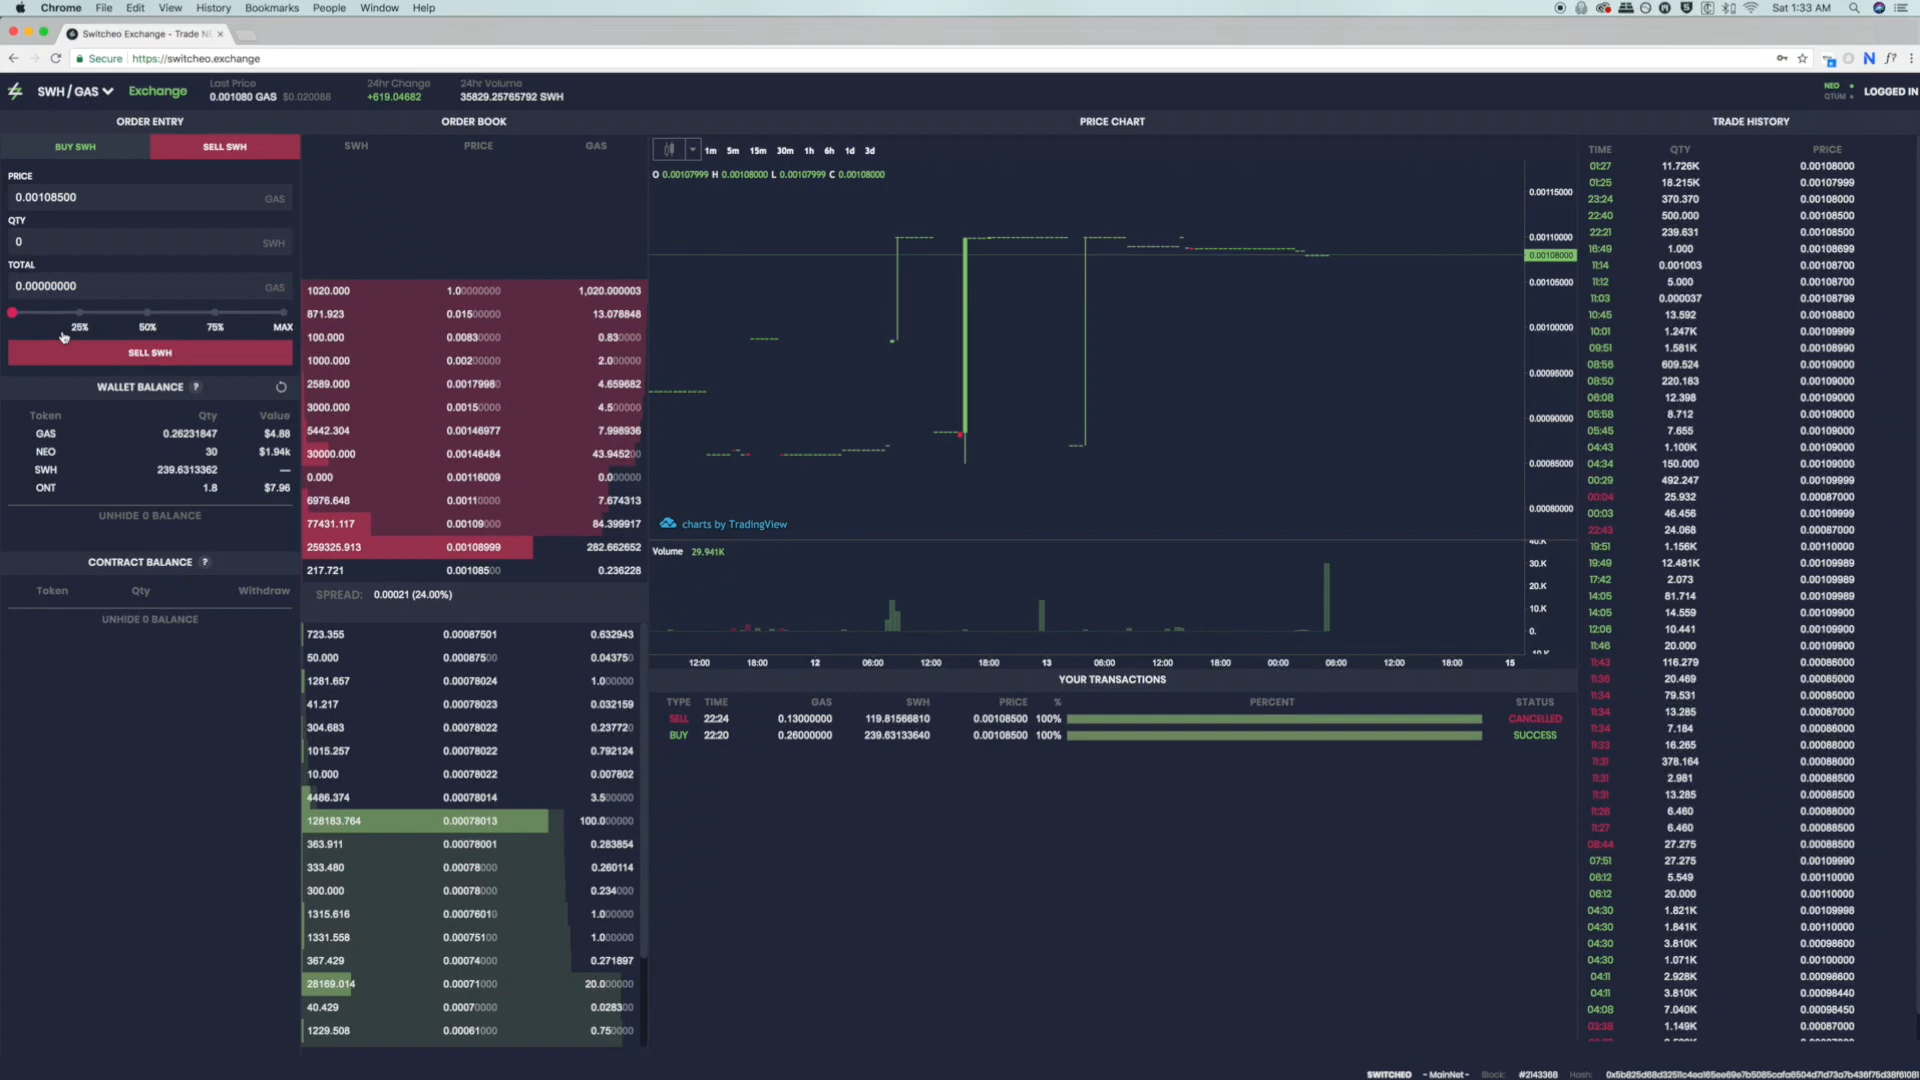 Chrome File Edit View History Bookmarks People Window Help Sat 1:33 AM
Switcheo Exchange - Trade NE
Secure https://switcheo.exchange
SWH / GAS Exchange
Last Price 24hr Change 24hr Volume
0.001080 GAS $0.020088 +619.04682 35829.25765792 SWH
NEO
QTUM
LOGGED IN
ORDER ENTRY
BUY SWH SELL SWH
PRICE
0.00108500 GAS
QTY
0 SWH
TOTAL
0.00000000 GAS
25% 50% 75% MAX
SELL SWH
WALLET BALANCE ?
Token Qty Value
GAS 0.26231847 $4.88
NEO 30 $1.94k
SWH 239.6313362 —
ONT 1.8 $7.96
UNHIDE 0 BALANCE
CONTRACT BALANCE ?
Token Qty Withdraw
UNHIDE 0 BALANCE
ORDER BOOK
SWH PRICE GAS
1020.000 1.00000000 1,020.000003
871.923 0.01500000 13.078848
100.000 0.00830000 0.830000
1000.000 0.00200000 2.000000
2589.000 0.00179980 4.659682
3000.000 0.00150000 4.500000
5442.304 0.00146977 7.998936
30000.000 0.00146484 43.945200
0.000 0.00116009 0.000000
6976.648 0.00110000 7.674313
77431.117 0.00109000 84.399917
259325.913 0.00108999 282.662652
217.721 0.00108500 0.236228
SPREAD: 0.00021 (24.00%)
723.355 0.00087501 0.632943
50.000 0.00087500 0.043750
1281.657 0.00078024 1.000000
41.217 0.00078023 0.032159
304.683 0.00078022 0.237720
1015.257 0.00078022 0.792124
10.000 0.00078022 0.007802
4486.374 0.00078014 3.500000
128183.764 0.00078013 100.000000
363.911 0.00078001 0.283854
333.480 0.00078000 0.260114
300.000 0.00078000 0.234000
1315.616 0.00076010 1.000000
1331.558 0.00075100 1.000000
367.429 0.00074000 0.271897
28169.014 0.00071000 20.000000
40.429 0.00070000 0.028300
1229.508 0.00061000 0.750000
PRICE CHART
1m 5m 15m 30m 1h 6h 1d 3d
O 0.00107999 H 0.00108000 L 0.00107999 C 0.00108000
0.00115000
0.00110000
0.00108000
0.00105000
0.00100000
0.00095000
0.00090000
0.00085000
0.00080000
charts by TradingView
Volume 29.941K
40.K
30.K
20.K
10.K
0.
10 K
12:00 18:00 12 06:00 12:00 18:00 13 06:00 12:00 18:00 00:00 06:00 12:00 18:00 15
YOUR TRANSACTIONS
TYPE TIME GAS SWH PRICE % PERCENT STATUS
SELL 22:24 0.13000000 119.81566810 0.00108500 100% CANCELLED
BUY 22:20 0.26000000 239.63133640 0.00108500 100% SUCCESS
TRADE HISTORY
TIME QTY PRICE
01:27 11.726K 0.00108000
01:25 18.215K 0.00107999
23:24 370.370 0.00108000
22:40 500.000 0.00108500
22:21 239.631 0.00108500
16:49 1.000 0.00108699
11:14 0.001003 0.00108700
11:12 5.000 0.00108700
11:03 0.000037 0.00108799
10:45 13.592 0.00108800
10:01 1.247K 0.00109999
09:51 1.581K 0.00108990
08:56 609.524 0.00109000
08:50 220.183 0.00109000
06:08 12.398 0.00109000
05:58 8.712 0.00109000
05:45 7.655 0.00109000
04:43 1.100K 0.00109000
04:34 150.000 0.00109000
00:29 492.247 0.00109999
00:04 25.932 0.00087000
00:03 46.456 0.00109999
22:43 24.068 0.00087000
19:51 1.156K 0.00110000
19:49 12.481K 0.00109989
17:42 2.073 0.00109989
14:05 81.714 0.00109989
14:05 14.559 0.00109900
12:06 10.441 0.00109900
11:46 20.000 0.00109900
11:43 116.279 0.00086000
11:36 20.469 0.00085000
11:34 79.531 0.00085000
11:34 13.285 0.00087000
11:34 7.184 0.00086000
11:33 16.265 0.00088000
11:31 378.164 0.00088000
11:31 2.981 0.00088500
11:31 13.285 0.00088500
11:28 6.460 0.00088000
11:27 6.460 0.00088500
08:44 27.275 0.00088500
07:51 27.275 0.00109990
06:12 5.549 0.00110000
06:12 20.000 0.00110000
04:30 1.821K 0.00109998
04:30 1.841K 0.00110000
04:30 3.810K 0.00098600
04:30 1.071K 0.00100000
04:11 2.928K 0.00098600
04:11 3.810K 0.00098440
04:08 7.040K 0.00098450
03:38 1.149K 0.00087000
SWITCHEO - MainNet - Block: #2143368 Hash: